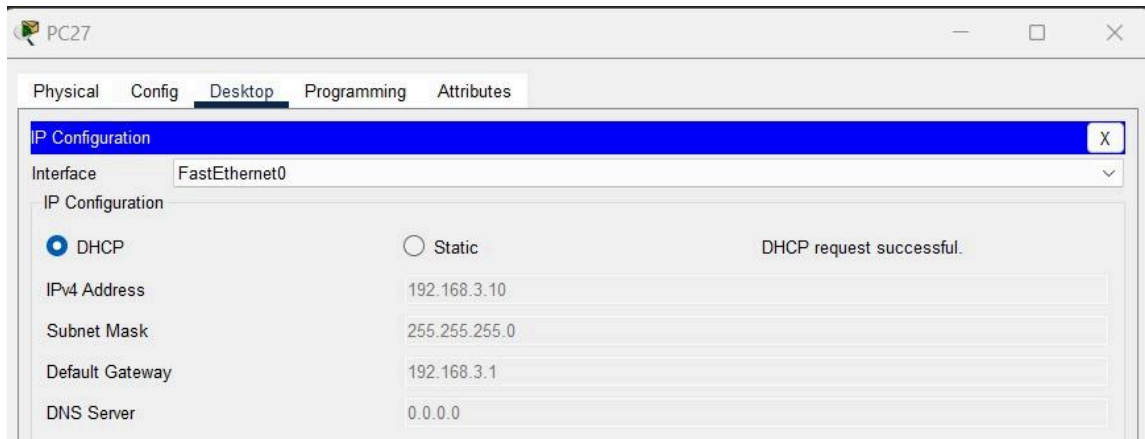 PC27
Physical Config Desktop Programming Attributes
IP Configuration X
Interface FastEthernet0
IP Configuration
DHCP Static DHCP request successful.
IPv4 Address 192.168.3.10
Subnet Mask 255.255.255.0
Default Gateway 192.168.3.1
DNS Server 0.0.0.0